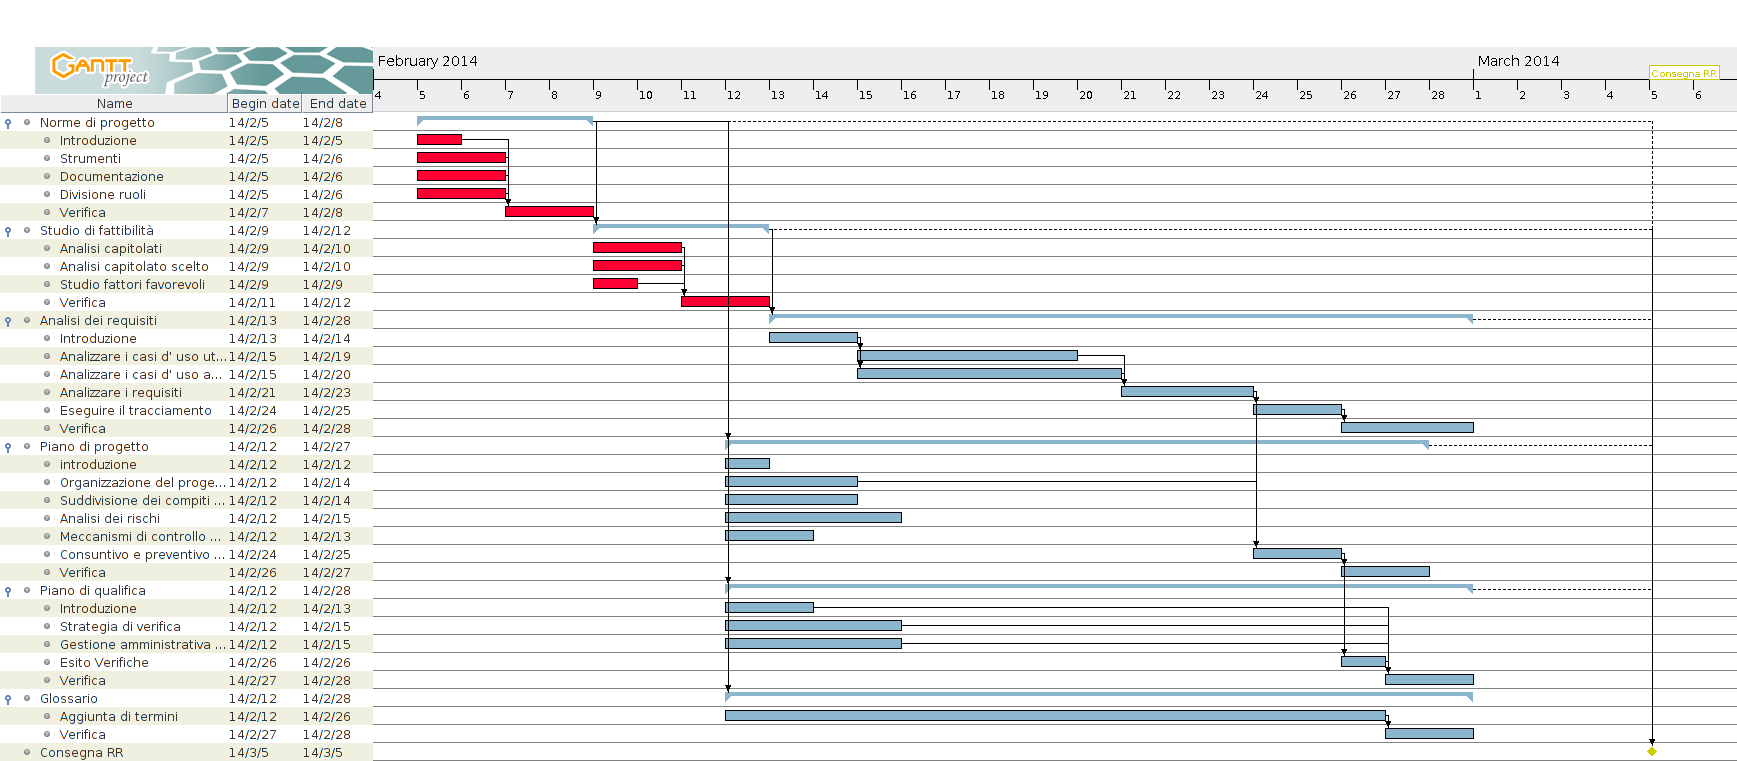 GANTT
project
February 2014
March 2014
Consegna RR
Name Begin date End date
4 5 6 7 8 9 10 11 12 13 14 15 16 17 18 19 20 21 22 23 24 25 26 27 28 1 2 3 4 5 6
Norme di progetto 14/2/5 14/2/8
Introduzione 14/2/5 14/2/5
Strumenti 14/2/5 14/2/6
Documentazione 14/2/5 14/2/6
Divisione ruoli 14/2/5 14/2/6
Verifica 14/2/7 14/2/8
Studio di fattibilità 14/2/9 14/2/12
Analisi capitolati 14/2/9 14/2/10
Analisi capitolato scelto 14/2/9 14/2/10
Studio fattori favorevoli 14/2/9 14/2/9
Verifica 14/2/11 14/2/12
Analisi dei requisiti 14/2/13 14/2/28
Introduzione 14/2/13 14/2/14
Analizzare i casi d' uso ut... 14/2/15 14/2/19
Analizzare i casi d' uso a... 14/2/15 14/2/20
Analizzare i requisiti 14/2/21 14/2/23
Eseguire il tracciamento 14/2/24 14/2/25
Verifica 14/2/26 14/2/28
Piano di progetto 14/2/12 14/2/27
introduzione 14/2/12 14/2/12
Organizzazione del proge... 14/2/12 14/2/14
Suddivisione dei compiti ... 14/2/12 14/2/14
Analisi dei rischi 14/2/12 14/2/15
Meccanismi di controllo ... 14/2/12 14/2/13
Consuntivo e preventivo ... 14/2/24 14/2/25
Verifica 14/2/26 14/2/27
Piano di qualifica 14/2/12 14/2/28
Introduzione 14/2/12 14/2/13
Strategia di verifica 14/2/12 14/2/15
Gestione amministrativa ... 14/2/12 14/2/15
Esito Verifiche 14/2/26 14/2/26
Verifica 14/2/27 14/2/28
Glossario 14/2/12 14/2/28
Aggiunta di termini 14/2/12 14/2/26
Verifica 14/2/27 14/2/28
Consegna RR 14/3/5 14/3/5